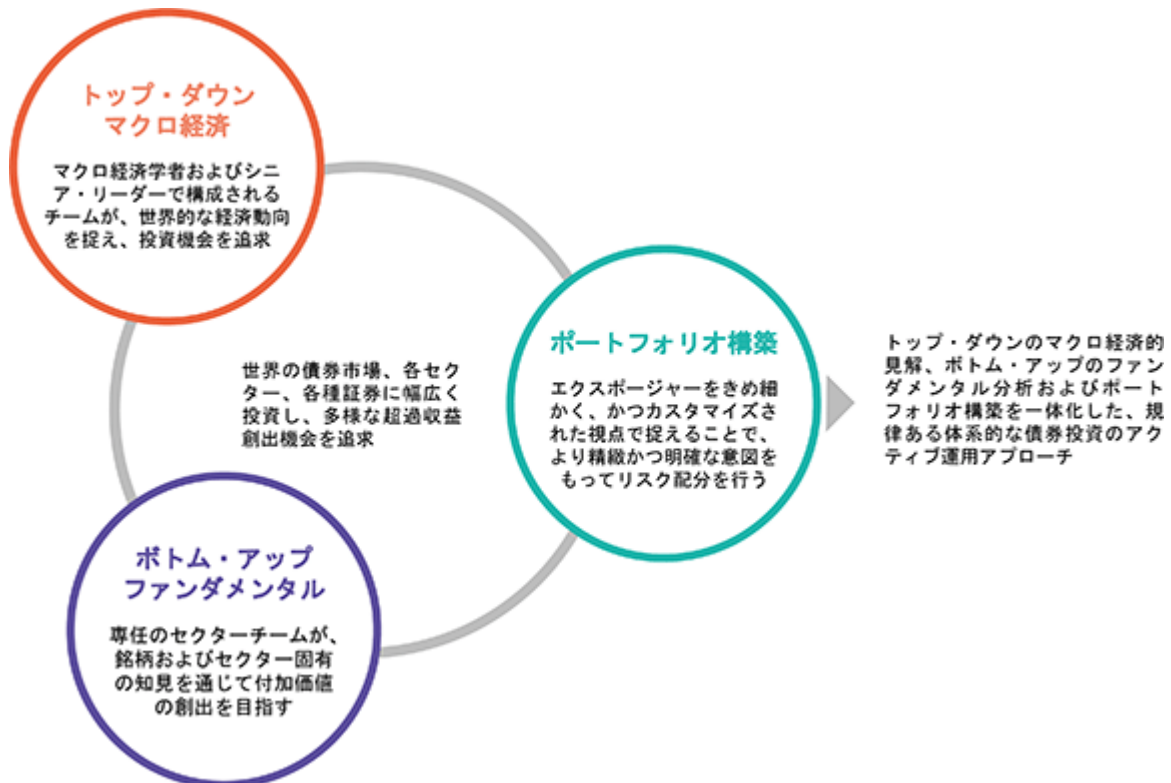 トップ・ダウン
マクロ経済
マクロ経済学者およびシニ
ア・リーダーで構成される
チームが、世界的な経済動向
を捉え、投資機会を追求
世界の債券市場、各セク
ター、各種証券に幅広く
投資し、多様な超過収益
創出機会を追求
ボトム・アップ
ファンダメンタル
専任のセクターチームが、
銘柄およびセクター固有
の知見を通じて付加価値
の創出を目指す
ポートフォリオ構築
エクスポージャーをきめ細
かく、かつカスタマイズさ
れた視点で捉えることで、
より精緻かつ明確な意図を
もってリスク配分を行う
トップ・ダウンのマクロ経済的
見解、ボトム・アップのファン
ダメンタル分析およびポート
フォリオ構築を一体化した、規
律ある体系的な債券投資のアク
ティブ運用アプローチ